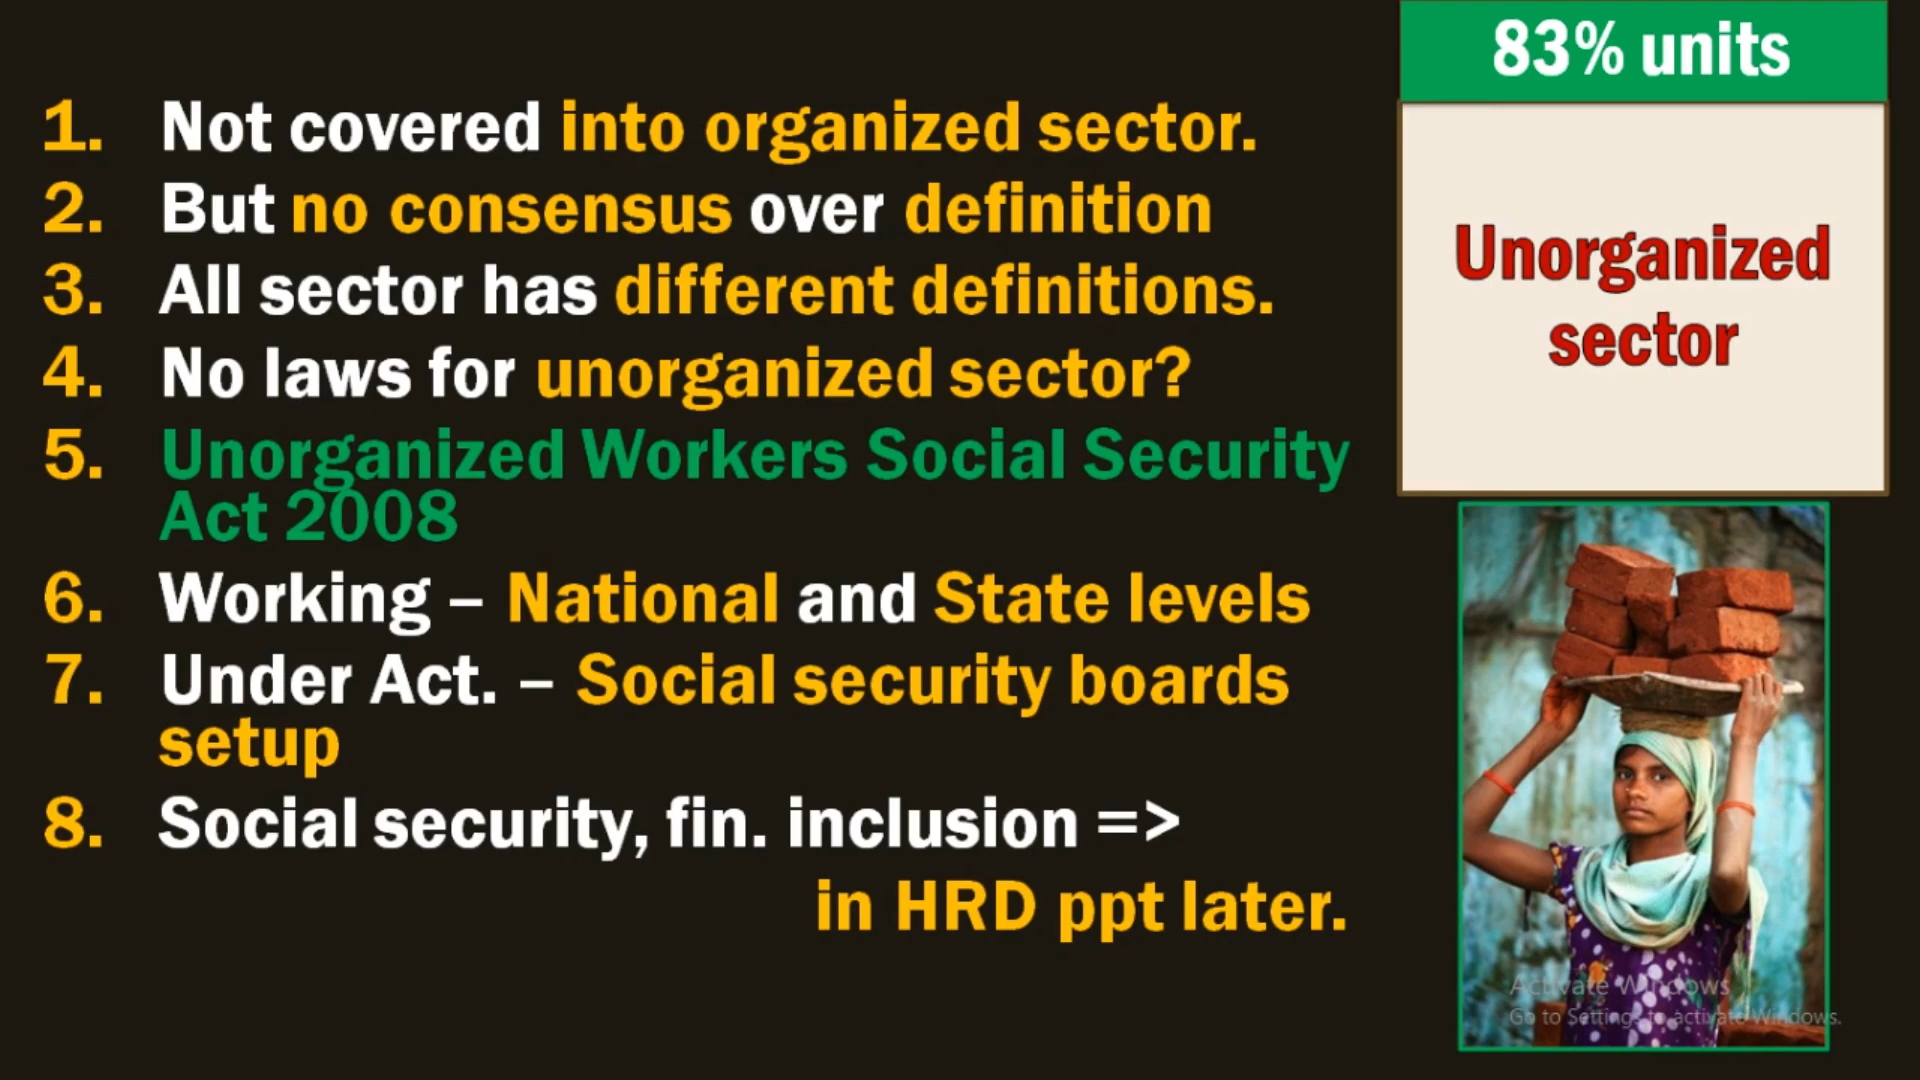 83% units
1. Not covered into organized sector.
2. But no consensus over definition
3. All sector has different definitions.
4. No laws for unorganized sector?
5. Unorganized Workers Social Security
Act 2008
6. Working – National and State levels
7. Under Act. – Social security boards
setup
8. Social security, fin. inclusion =>
in HRD ppt later.
Unorganized
sector
Activate Windows
Go to Settings to activate Windows.